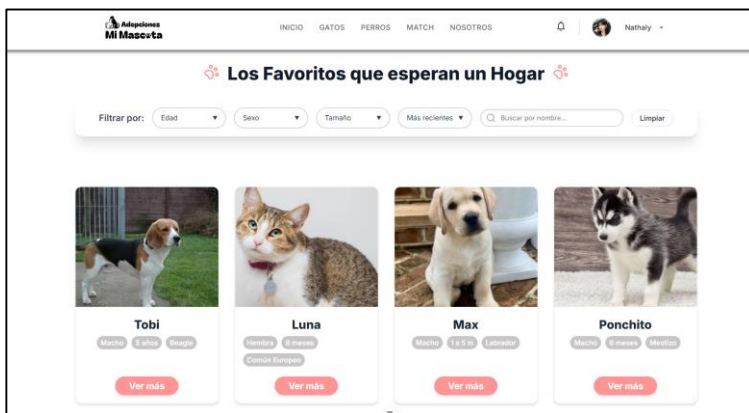 Adopciones
Mi Mascota
INICIO GATOS PERROS MATCH NOSOTROS
Nathaly
Los Favoritos que esperan un Hogar
Filtrar por: Edad Sexo Tamaño Más recientes Buscar por nombre... Limpiar
Tobi
Macho 5 años Beagle
Ver más
Luna
Hembra 8 meses
Común Europeo
Ver más
Max
Macho 1 a 5 m Labrador
Ver más
Ponchito
Macho 6 meses Mestizo
Ver más